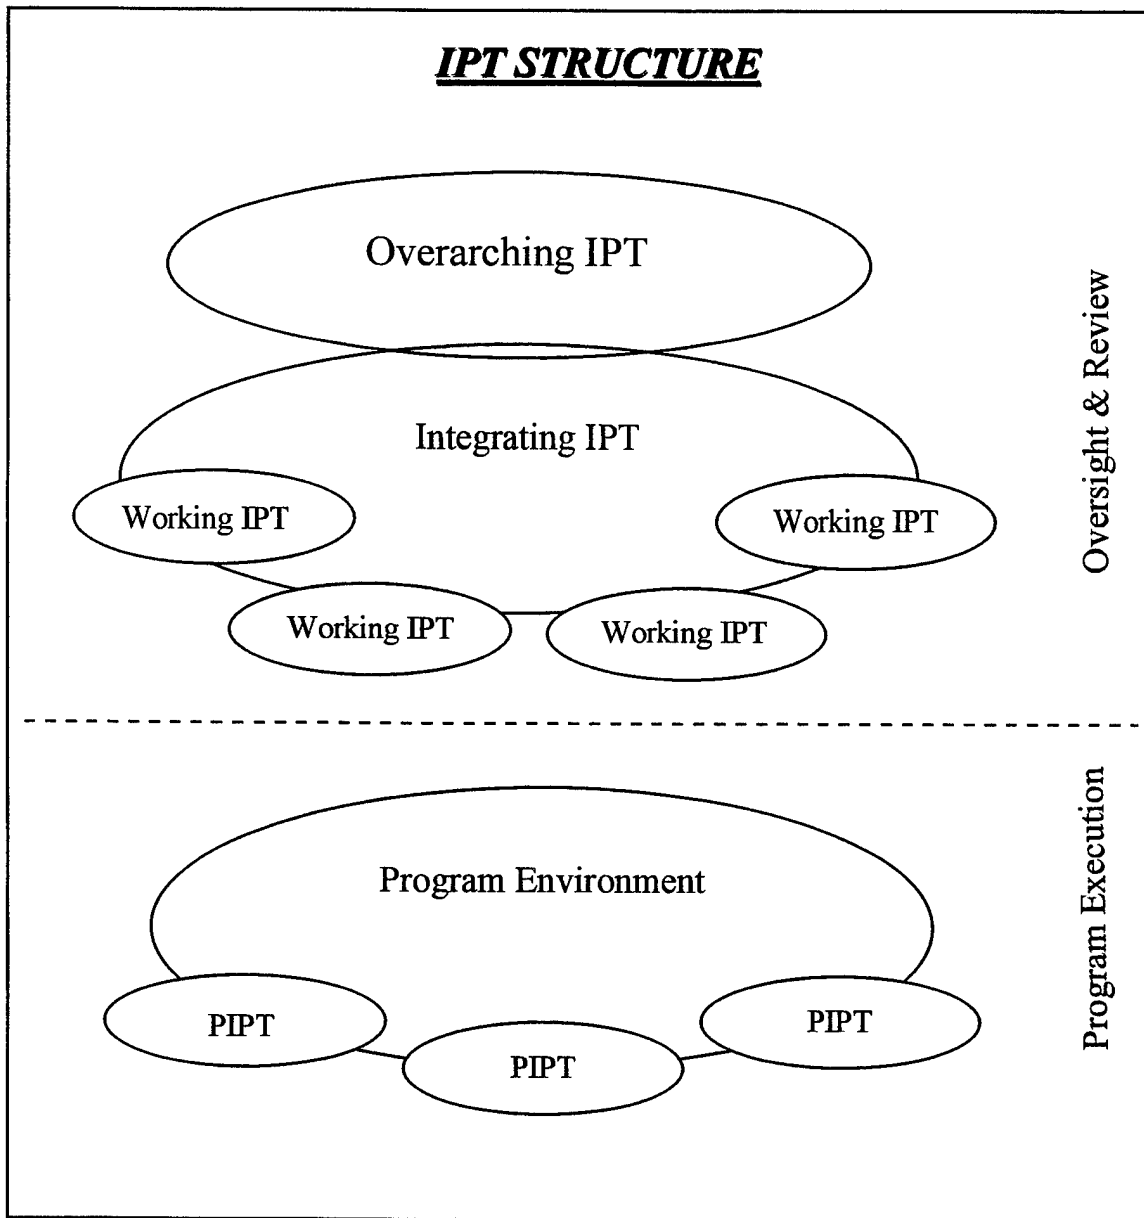 IPT STRUCTURE
Overarching IPT
Integrating IPT
Working IPT
Working IPT
Working IPT
Working IPT
Oversight & Review
Program Environment
PIPT
PIPT
PIPT
Program Execution